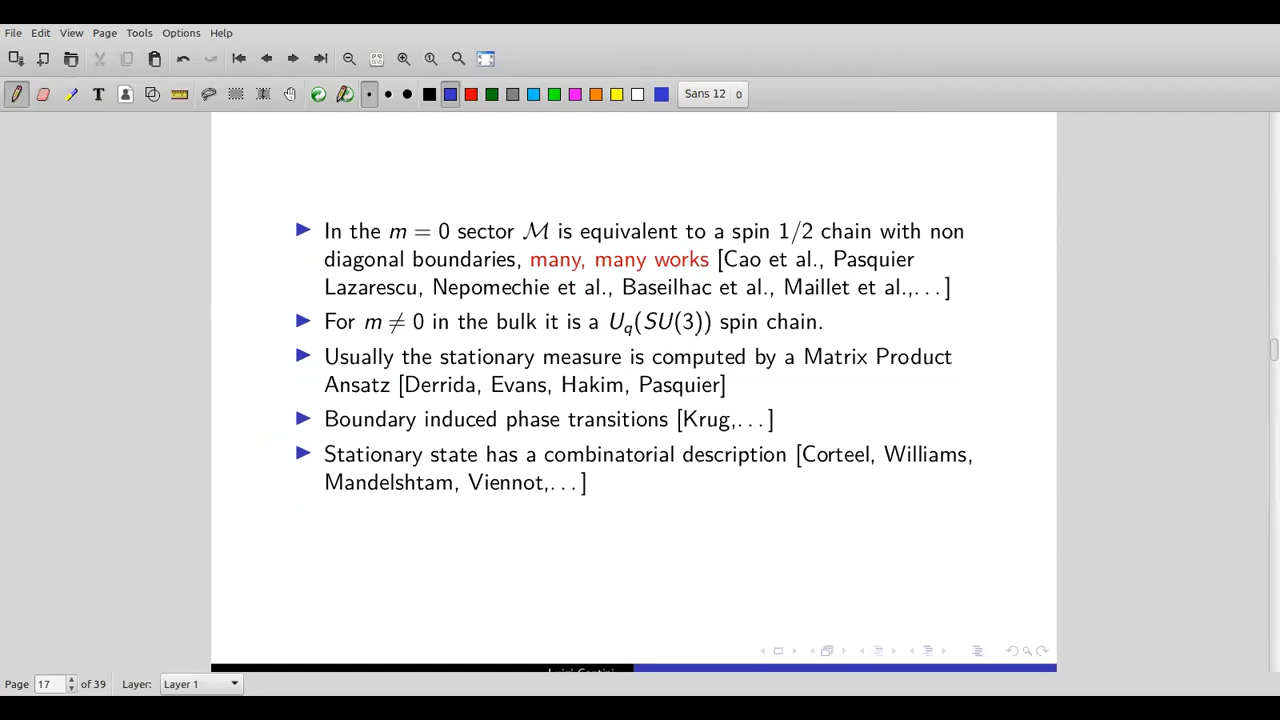 File Edit View Page Tools Options Help
Sans 12 0
In the m = 0 sector ℳ is equivalent to a spin 1/2 chain with non
diagonal boundaries, many, many works [Cao et al., Pasquier
Lazarescu, Nepomechie et al., Baseilhac et al., Maillet et al.,...]
For m ≠ 0 in the bulk it is a U_q(SU(3)) spin chain.
Usually the stationary measure is computed by a Matrix Product
Ansatz [Derrida, Evans, Hakim, Pasquier]
Boundary induced phase transitions [Krug,...]
Stationary state has a combinatorial description [Corteel, Williams,
Mandelshtam, Viennot,...]
Page 17 of 39 Layer: Layer 1